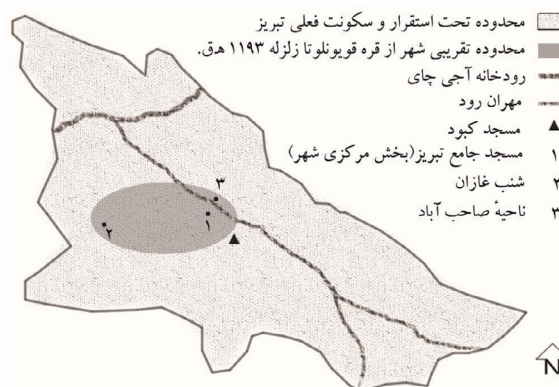 محدوده تحت استقرار و سکونت فعلی تبریز
محدوده تقریبی شهر از قره قویونلو تا زلزله ۱۱۹۳ ه.ق.
رودخانه آجی چای
مهران رود
مسجد کبود
۱ مسجد جامع تبریز(بخش مرکزی شهر)
۲ شنب غازان
۳ ناحیهٔ صاحب آباد
۳
۱
۲
N